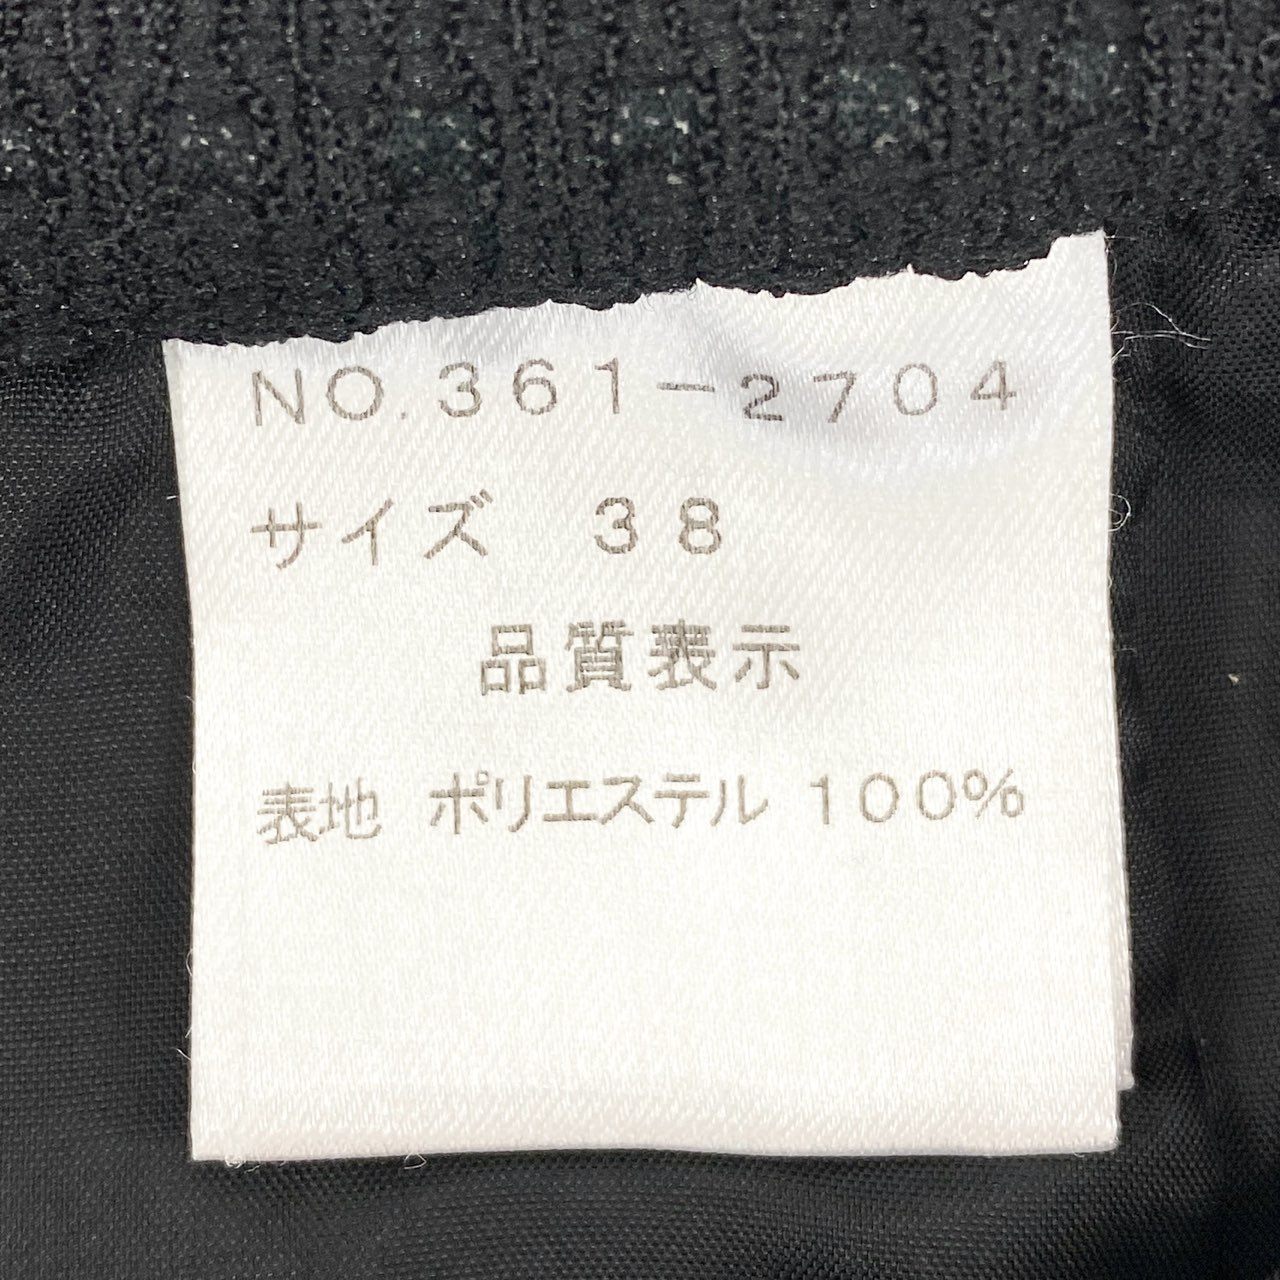 NO.361-2704
サイズ 38
品質表示
表地 ポリエステル 100%